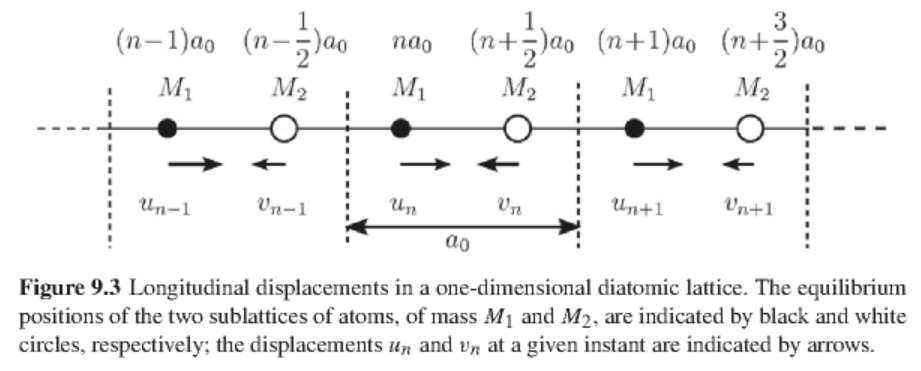 (n−1)a₀ (n−1/2)a₀ na₀ (n+1/2)a₀ (n+1)a₀ (n+3/2)a₀
M₁ M₂ M₁ M₂ M₁ M₂
uₙ₋₁ vₙ₋₁ uₙ vₙ uₙ₊₁ vₙ₊₁
a₀
Figure 9.3 Longitudinal displacements in a one-dimensional diatomic lattice. The equilibrium
positions of the two sublattices of atoms, of mass M₁ and M₂, are indicated by black and white
circles, respectively; the displacements uₙ and vₙ at a given instant are indicated by arrows.